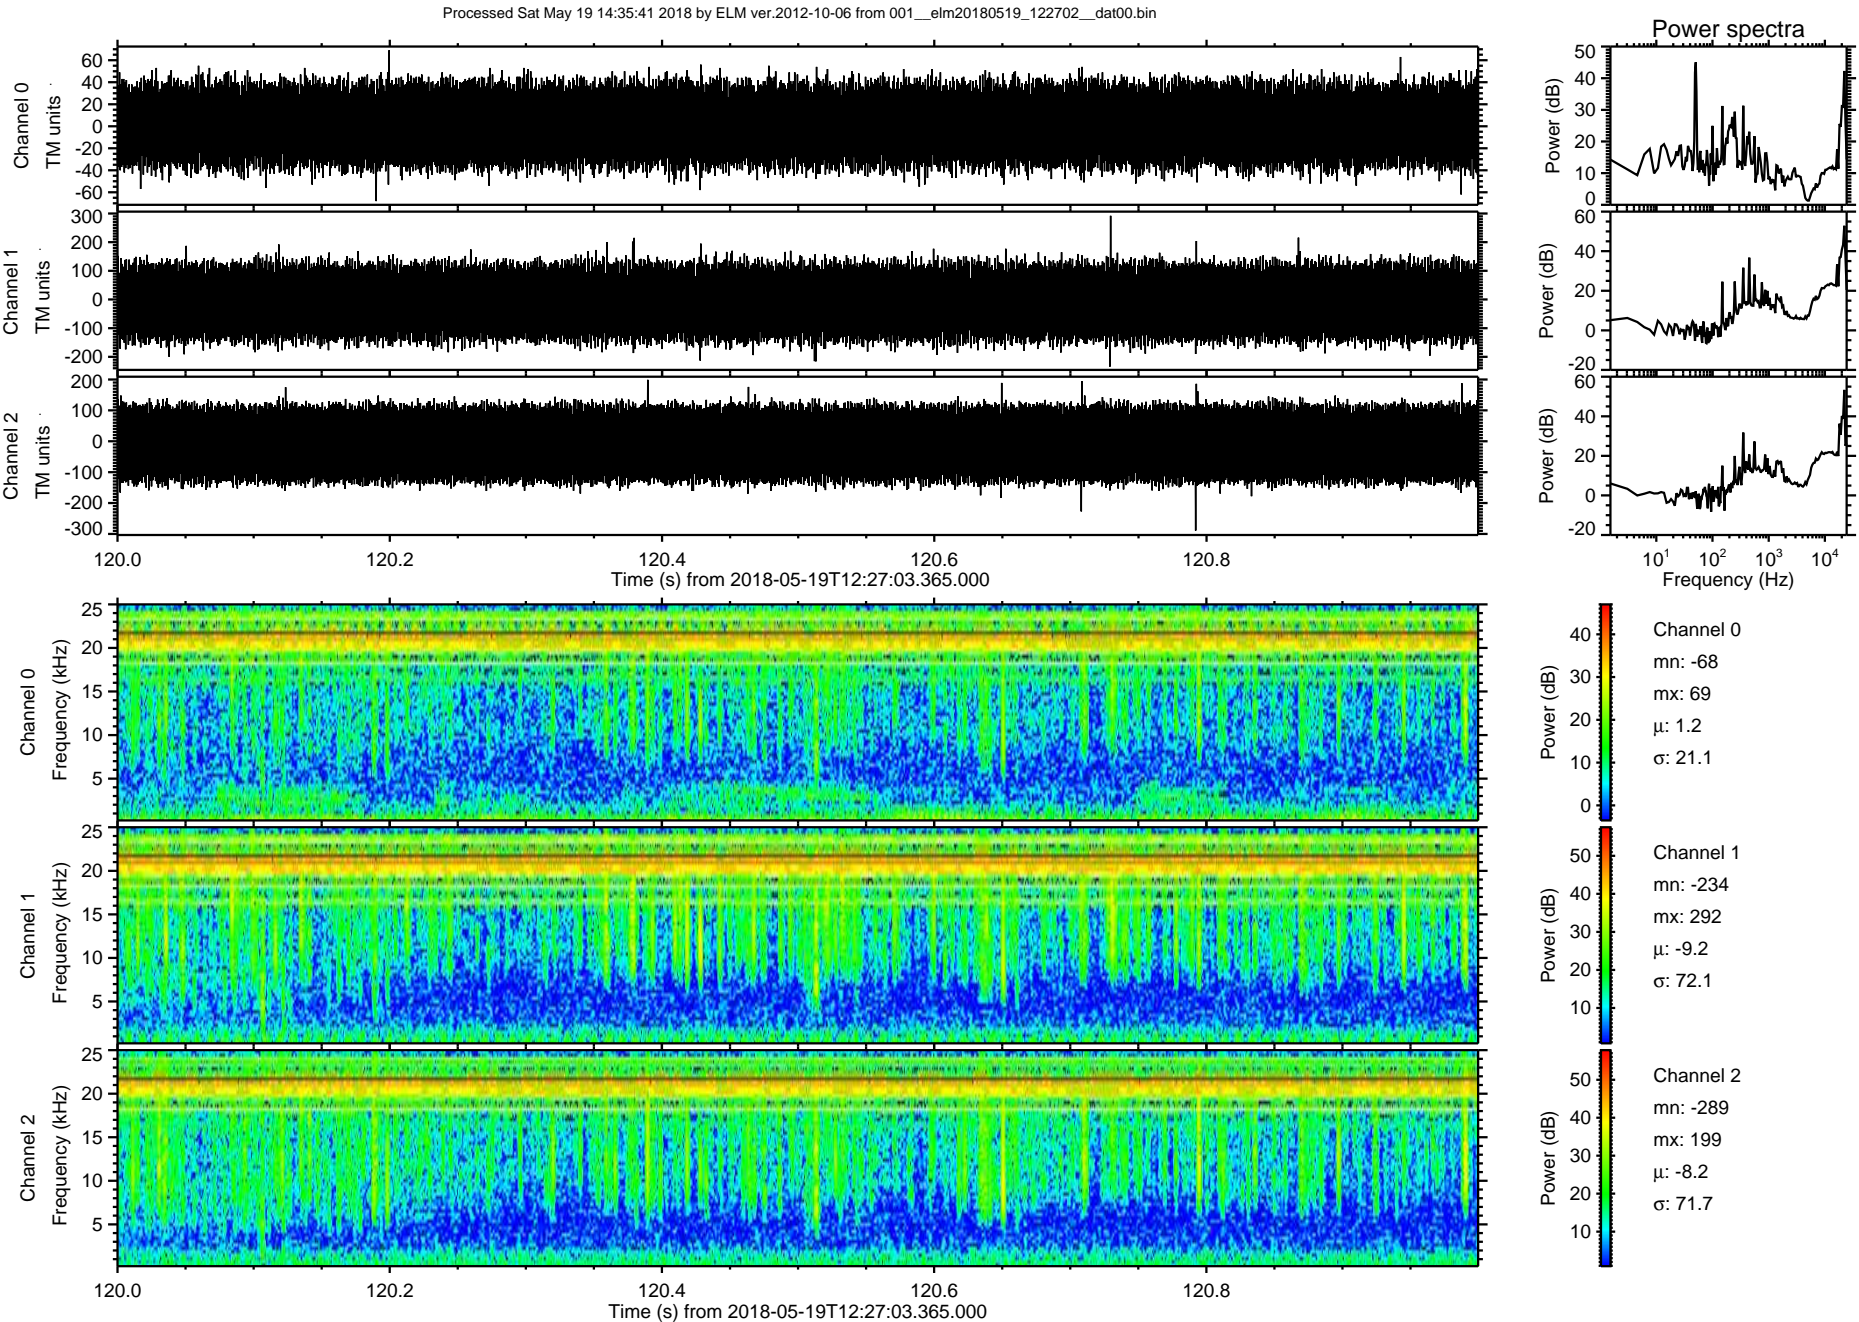 Processed Sat May 19 14:35:41 2018 by ELM ver.2012-10-06 from 001__elm20180519_122702__dat00.bin
Power spectra
Channel 0
TM units
60
40
20
0
-20
-40
-60
Power (dB)
50
40
30
20
10
0
Channel 1
TM units
300
200
100
0
-100
-200
Power (dB)
60
40
20
0
-20
Channel 2
TM units
200
100
0
-100
-200
-300
Power (dB)
60
40
20
0
-20
120.0 120.2 120.4 120.6 120.8
Time (s) from 2018-05-19T12:27:03.365.000
10¹ 10² 10³ 10⁴
Frequency (Hz)
Channel 0
Frequency (kHz)
25
20
15
10
5
Power (dB)
40
30
20
10
0
Channel 0
mn: -68
mx: 69
μ: 1.2
σ: 21.1
Channel 1
Frequency (kHz)
25
20
15
10
5
Power (dB)
50
40
30
20
10
Channel 1
mn: -234
mx: 292
μ: -9.2
σ: 72.1
Channel 2
Frequency (kHz)
25
20
15
10
5
Power (dB)
50
40
30
20
10
Channel 2
mn: -289
mx: 199
μ: -8.2
σ: 71.7
120.0 120.2 120.4 120.6 120.8
Time (s) from 2018-05-19T12:27:03.365.000